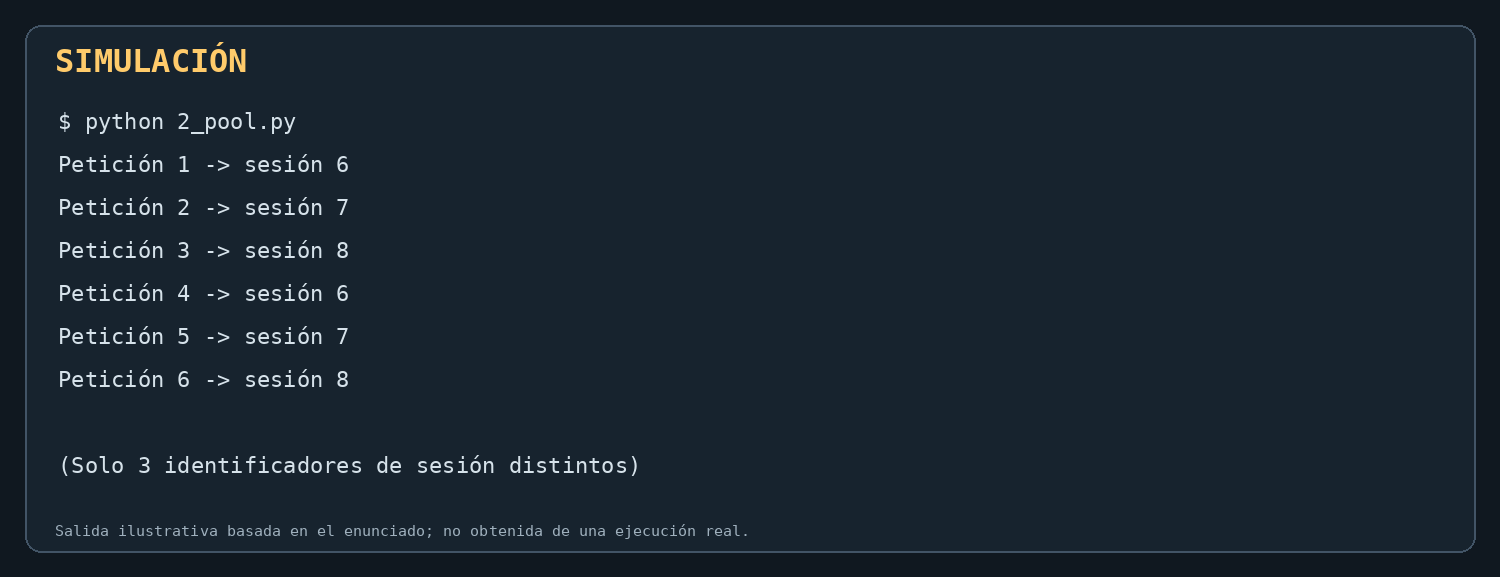 SIMULACIÓN
$ python 2_pool.py
Petición 1 -> sesión 6
Petición 2 -> sesión 7
Petición 3 -> sesión 8
Petición 4 -> sesión 6
Petición 5 -> sesión 7
Petición 6 -> sesión 8
(Solo 3 identificadores de sesión distintos)
Salida ilustrativa basada en el enunciado; no obtenida de una ejecución real.